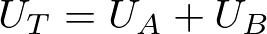 U_T = U_A + U_B